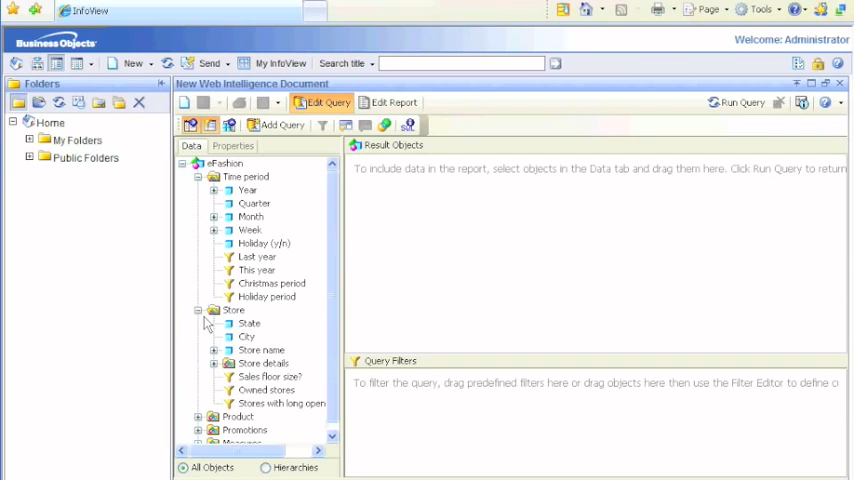 InfoView
Page
Tools
Business Objects
Welcome: Administrator
New
Send
My InfoView
Search title
Folders
New Web Intelligence Document
Edit Query
Edit Report
Run Query
Home
My Folders
Public Folders
Add Query
SQL
Data
Properties
Result Objects
To include data in the report, select objects in the Data tab and drag them here. Click Run Query to return
eFashion
Time period
Year
Quarter
Month
Week
Holiday (y/n)
Last year
This year
Christmas period
Holiday period
Store
State
City
Store name
Store details
Sales floor size?
Owned stores
Stores with long open
Product
Promotions
Measures
Query Filters
To filter the query, drag predefined filters here or drag objects here then use the Filter Editor to define c
All Objects
Hierarchies